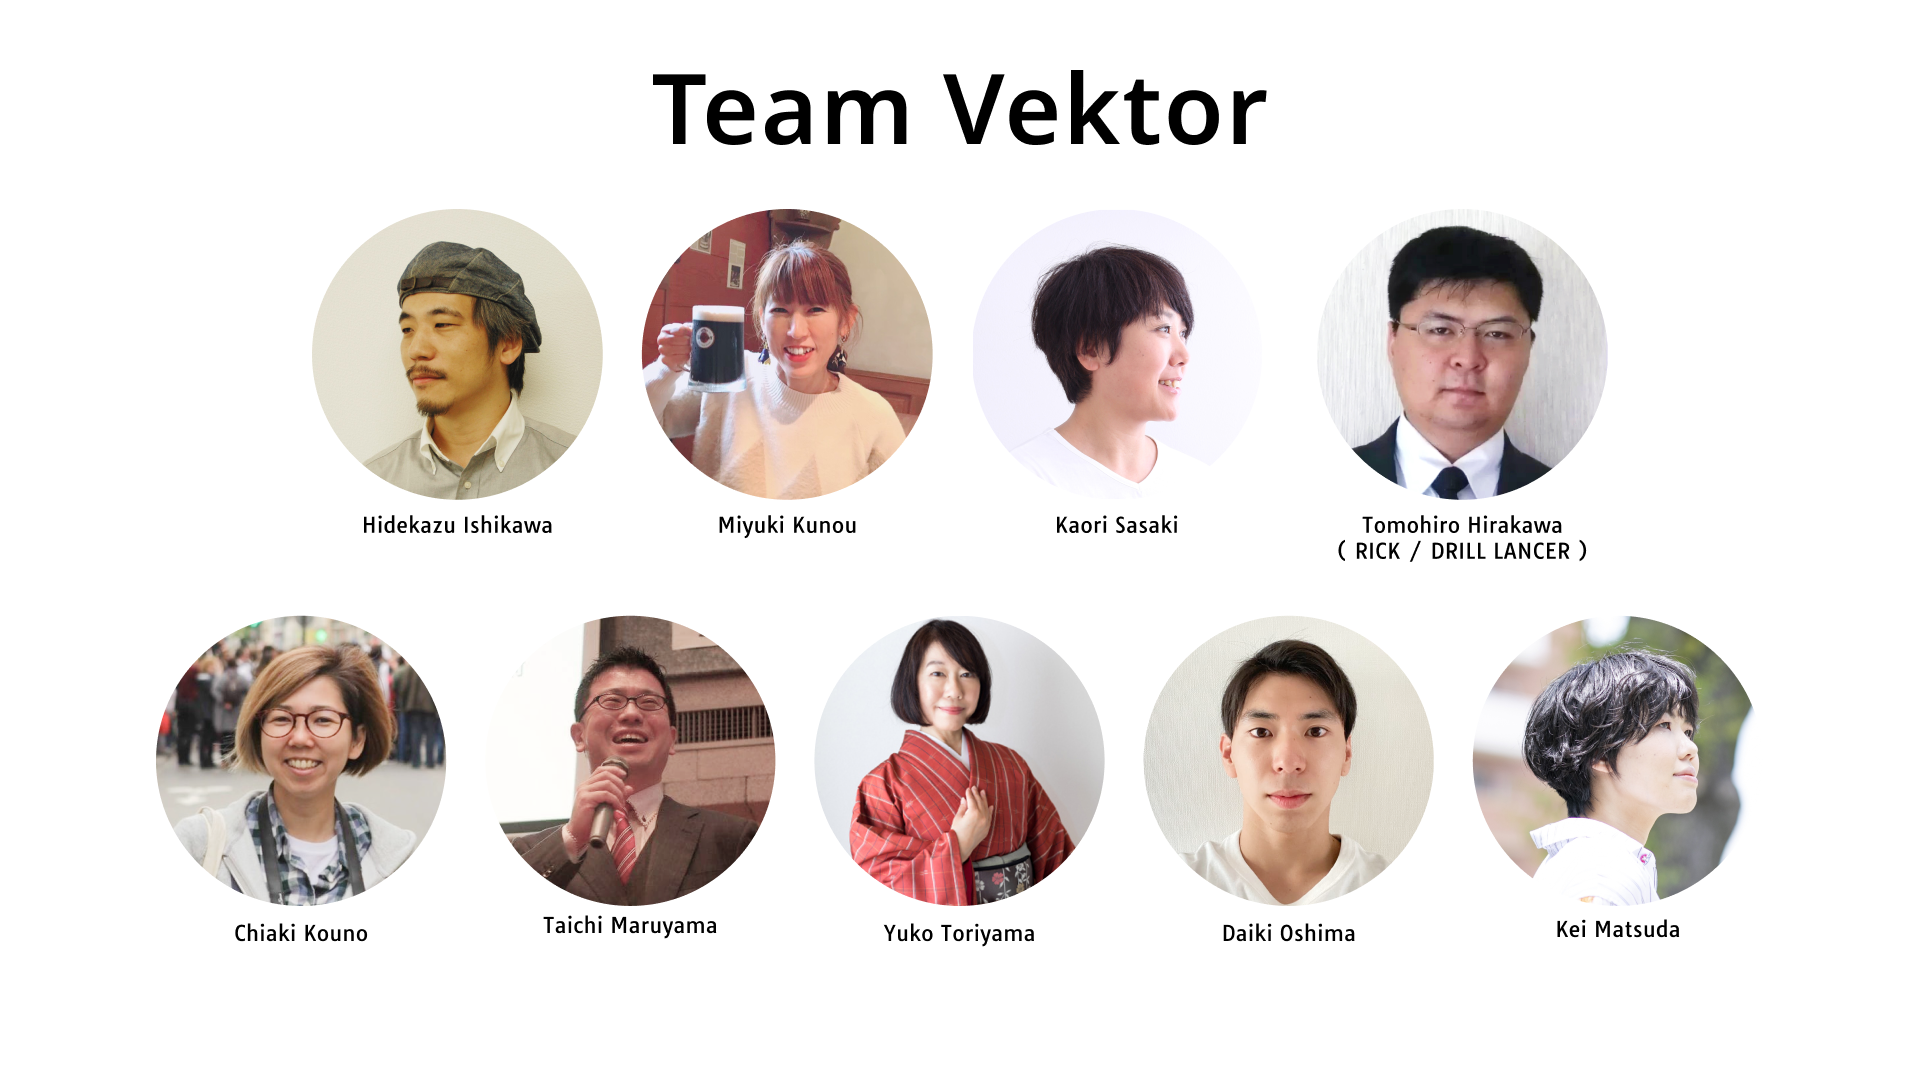 Team Vektor
Hidekazu Ishikawa
Miyuki Kunou
Kaori Sasaki
Tomohiro Hirakawa
( RICK / DRILL LANCER )
Chiaki Kouno
Taichi Maruyama
Yuko Toriyama
Daiki Oshima
Kei Matsuda